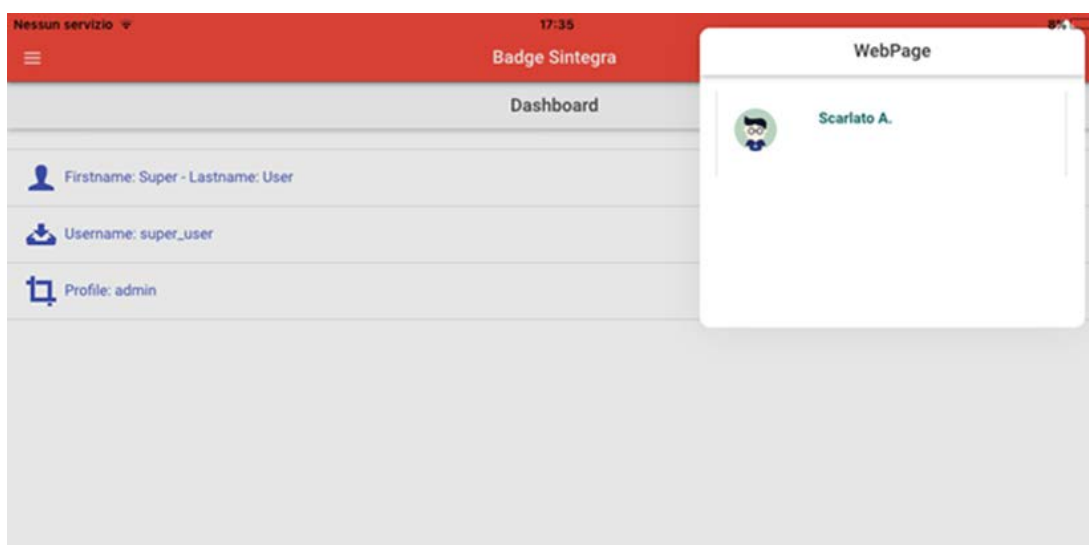 Nessun servizio 17:35 8%
Badge Sintegra
WebPage
Dashboard
Scarlato A.
Firstname: Super - Lastname: User
Username: super_user
Profile: admin